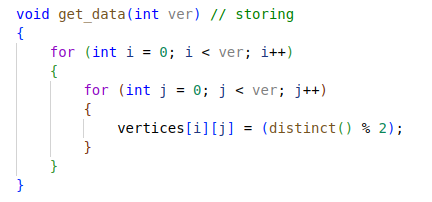 void get_data(int ver) // storing
{
    for (int i = 0; i < ver; i++)
    {
        for (int j = 0; j < ver; j++)
        {
            vertices[i][j] = (distinct() % 2);
        }
    }
}